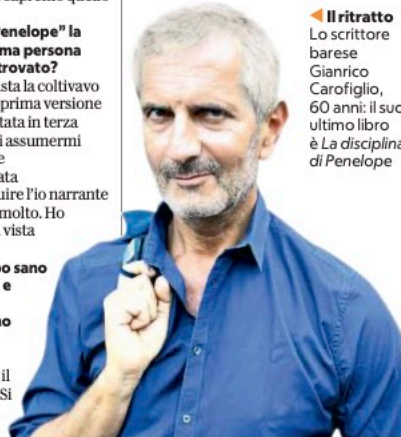 Penelope” la
ma persona
trovato?
sta la coltivavo
prima versione
tata in terza
i assumermi
e
ata
uire l’io narrante
molto. Ho
vista
po sano
e
no
il
Si
Il ritratto
Lo scrittore
barese
Gianrico
Carofiglio,
60 anni: il suo
ultimo libro
è La disciplina
di Penelope